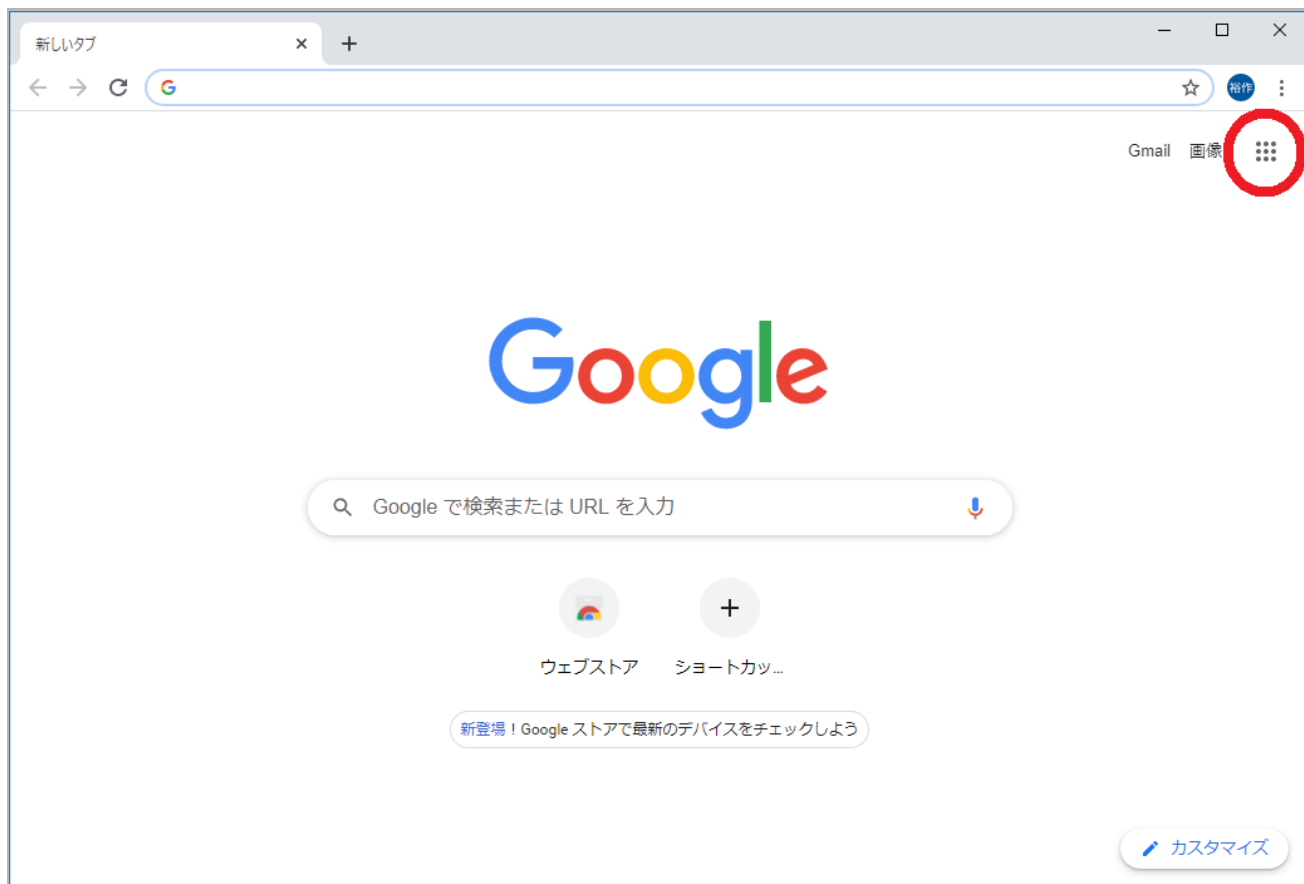 新しいタブ
裕作
Gmail 画像
Google
Google で検索または URL を入力
ウェブストア ショートカッ...
新登場！Google ストアで最新のデバイスをチェックしよう
カスタマイズ